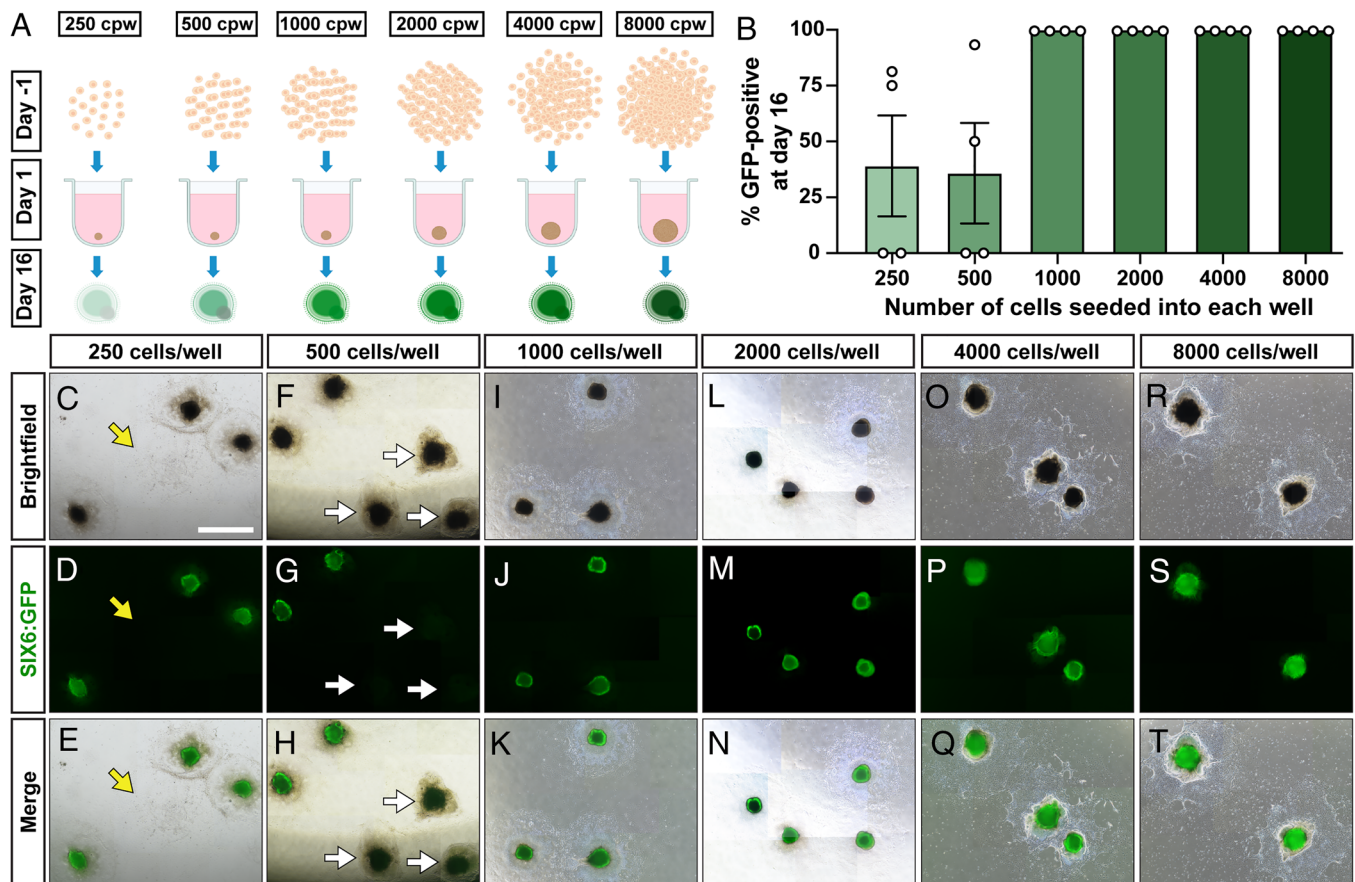 A
250 cpw
500 cpw
1000 cpw
2000 cpw
4000 cpw
8000 cpw
Day -1
Day 1
Day 16
B
% GFP-positive
at day 16
100
75
50
25
0
250
500
1000
2000
4000
8000
Number of cells seeded into each well
250 cells/well
500 cells/well
1000 cells/well
2000 cells/well
4000 cells/well
8000 cells/well
Brightfield
C
F
I
L
O
R
SIX6:GFP
D
G
J
M
P
S
Merge
E
H
K
N
Q
T